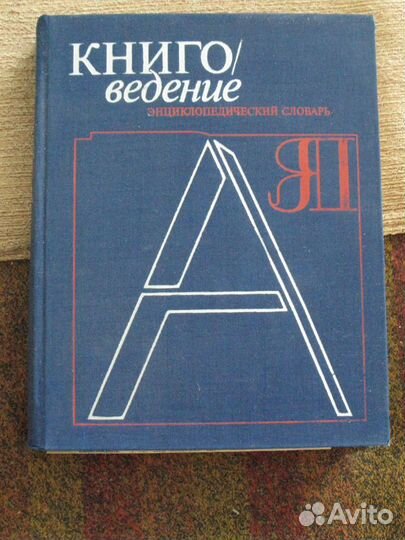 КНИГО/
ведение
ЭНЦИКЛОПЕДИЧЕСКИЙ СЛОВАРЬ
А
Я
Avito